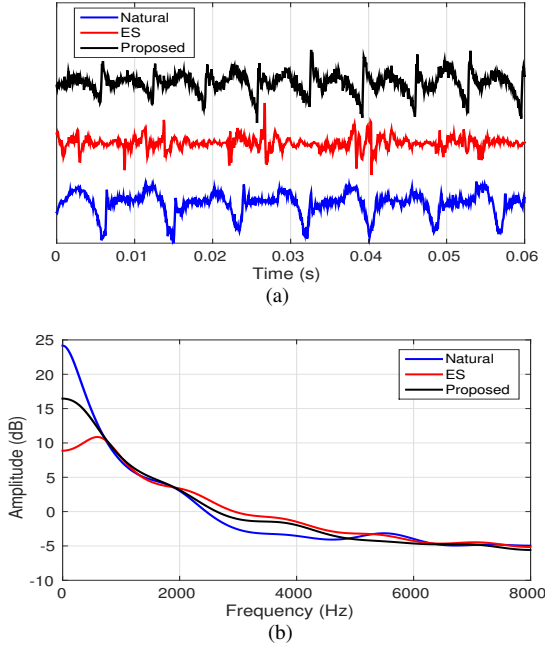 Natural
ES
Proposed
0 0.01 0.02 0.03 0.04 0.05 0.06
Time (s)
(a)
25
20
15
10
5
0
-5
-10
Amplitude (dB)
Natural
ES
Proposed
0 2000 4000 6000 8000
Frequency (Hz)
(b)